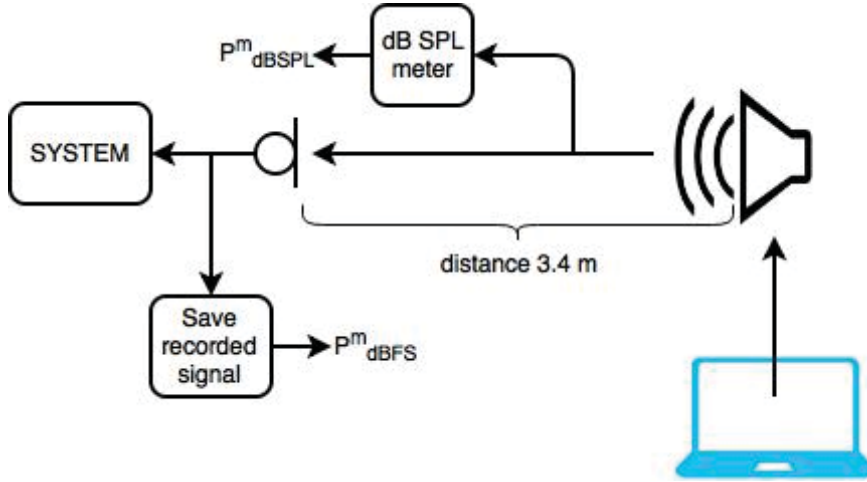 P^m_dBSPL
dB SPL
meter
SYSTEM
distance 3.4 m
Save
recorded
signal
P^m_dBFS